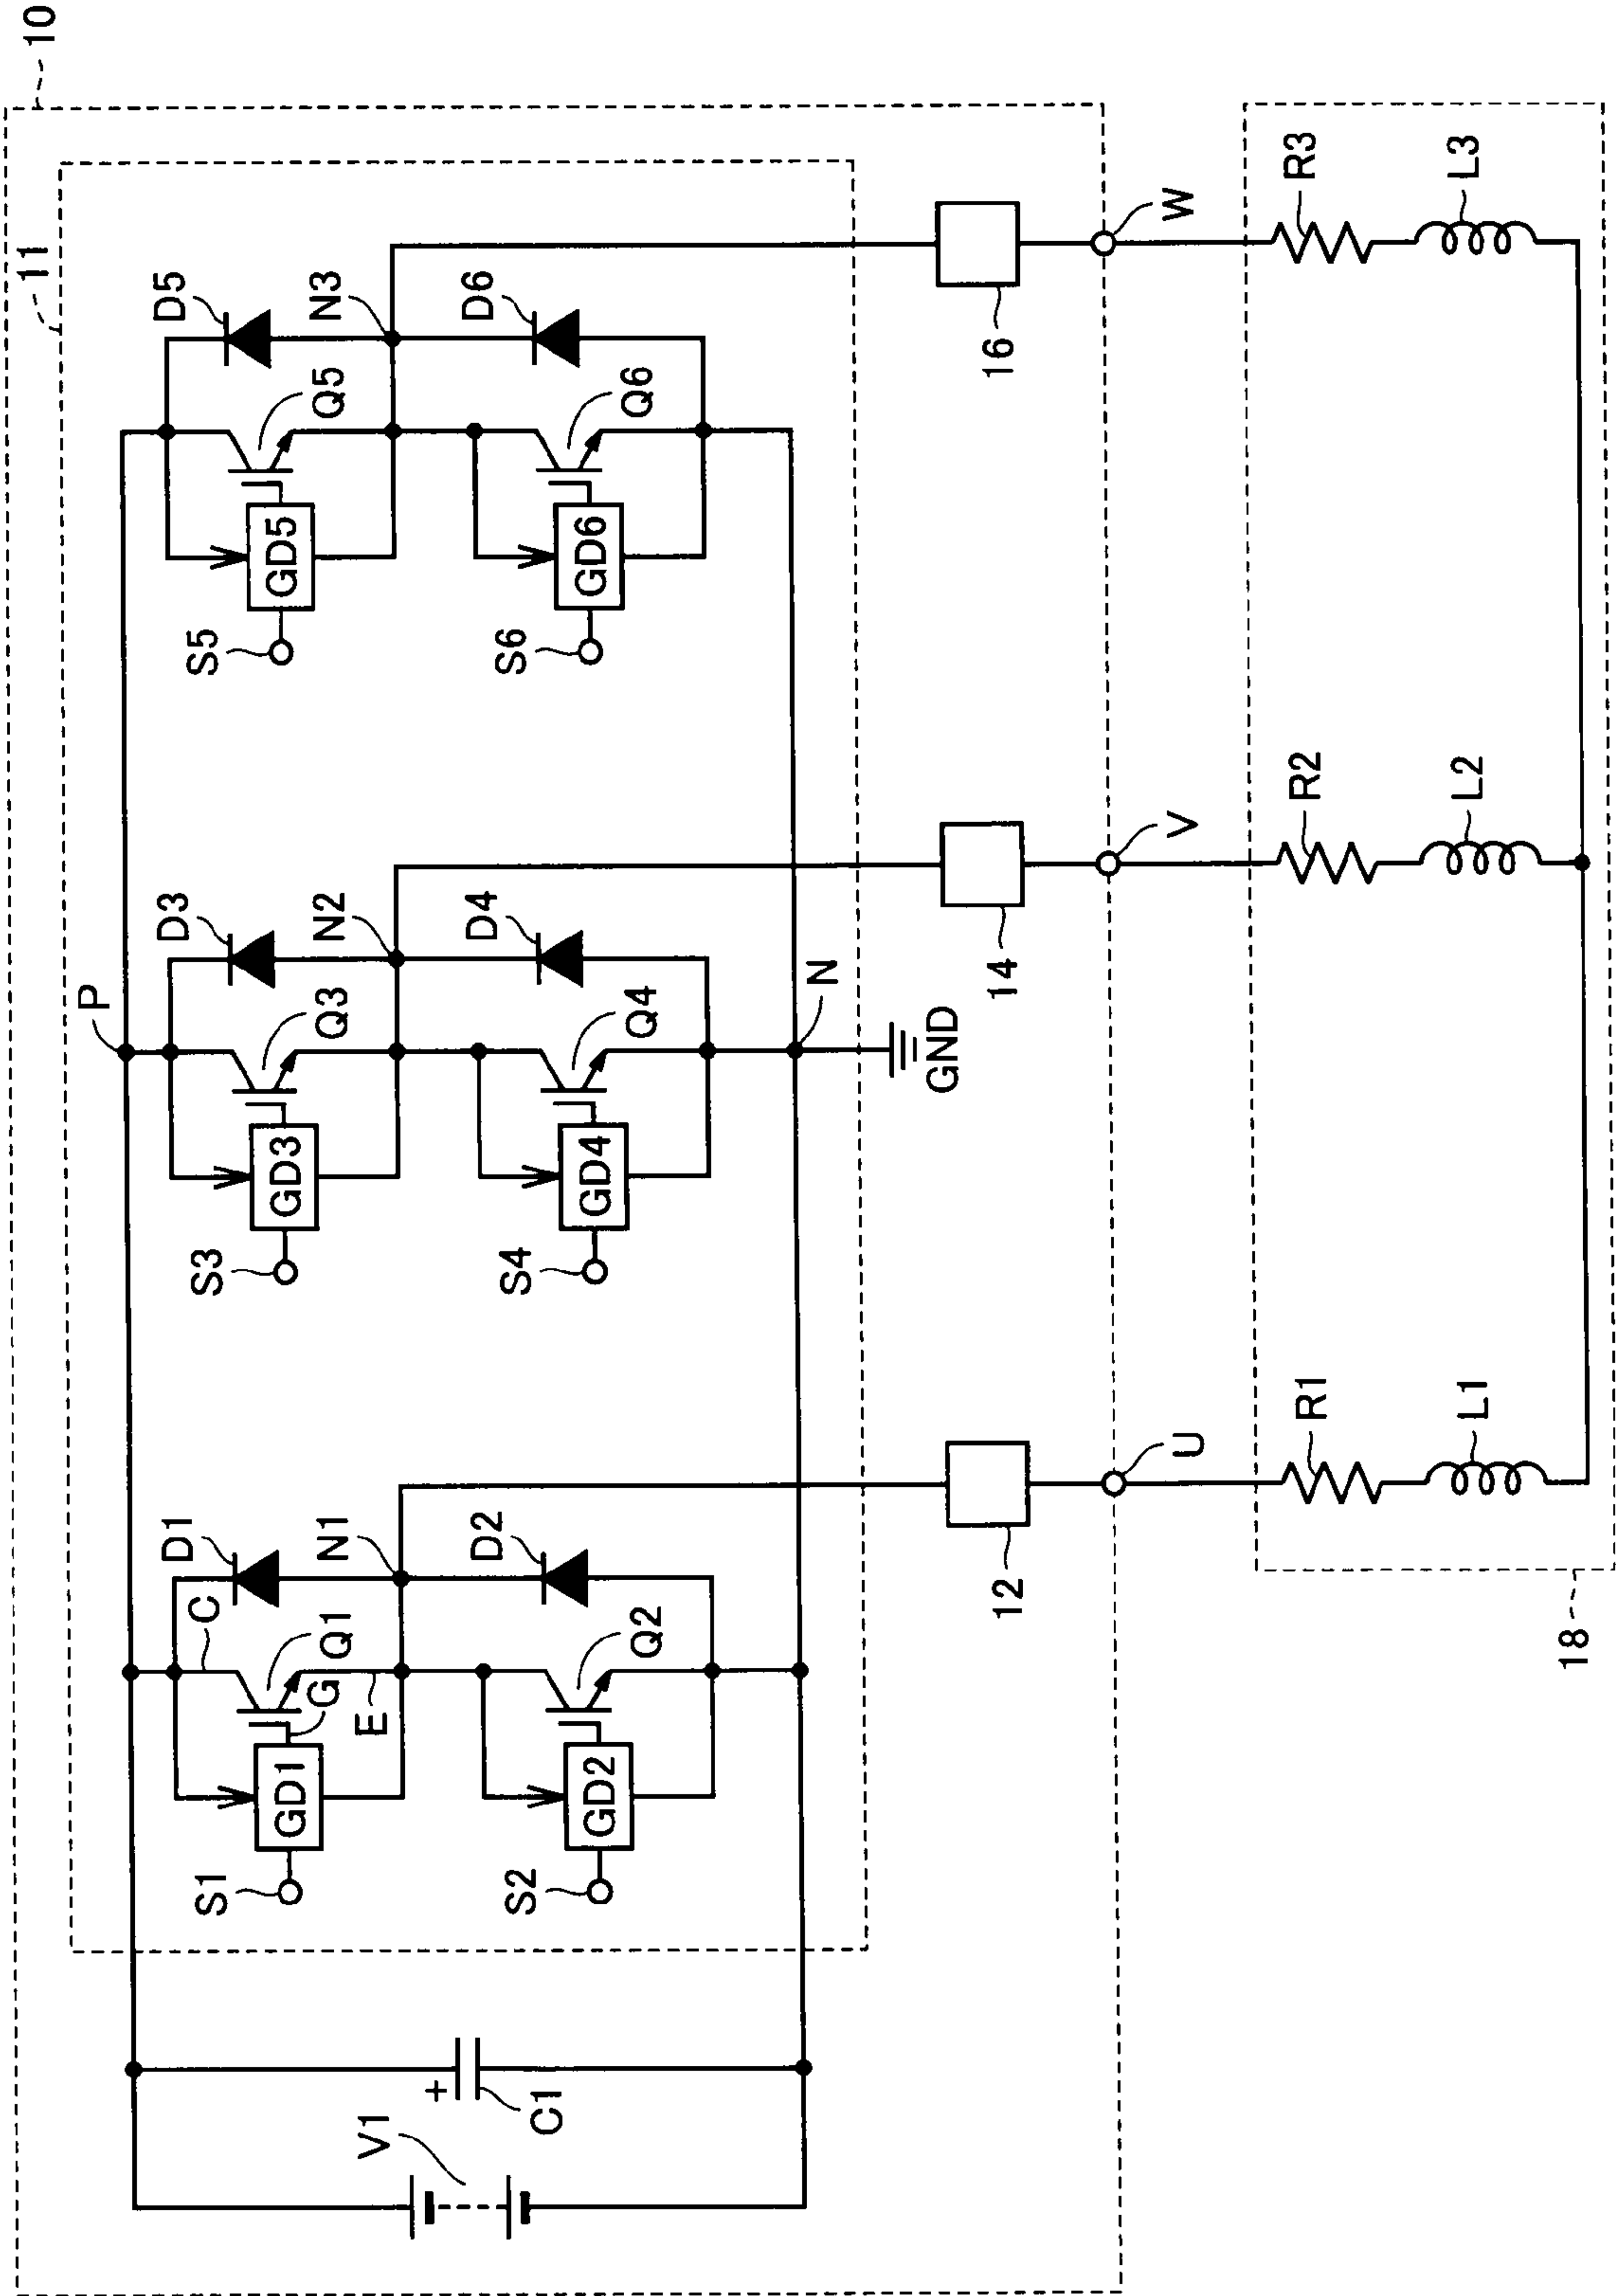 10
11
P
V1
+
C1
S1
GD1
G
C
Q1
E
D1
N1
S2
GD2
Q2
D2
S3
GD3
Q3
D3
N2
S4
GD4
Q4
D4
S5
GD5
Q5
D5
N3
S6
GD6
Q6
D6
N
GND
12
14
16
U
V
W
R1
R2
R3
L1
L2
L3
18